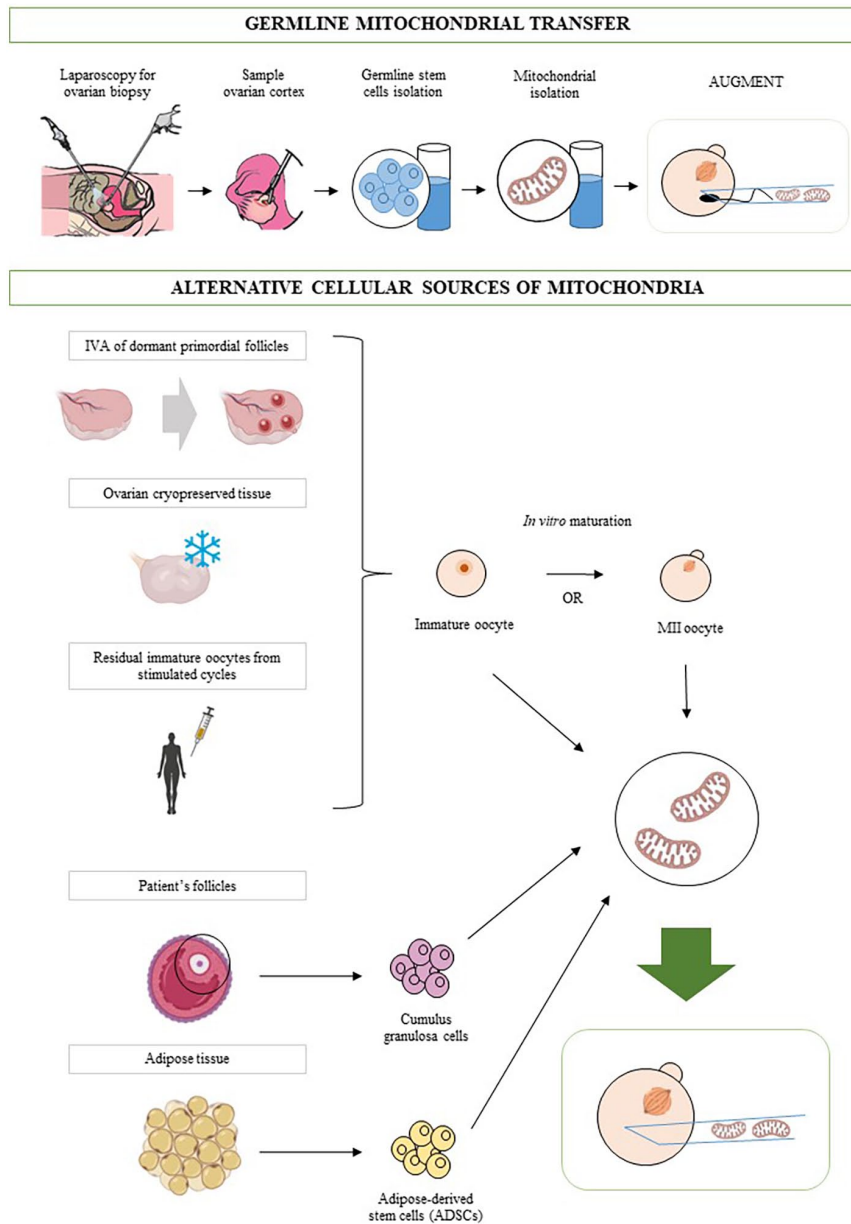 GERMLINE MITOCHONDRIAL TRANSFER
Laparoscopy for
ovarian biopsy
Sample
ovarian cortex
Germline stem
cells isolation
Mitochondrial
isolation
AUGMENT
ALTERNATIVE CELLULAR SOURCES OF MITOCHONDRIA
IVA of dormant primordial follicles
Ovarian cryopreserved tissue
In vitro maturation
OR
Immature oocyte
MII oocyte
Residual immature oocytes from
stimulated cycles
Patient's follicles
Cumulus
granulosa cells
Adipose tissue
Adipose-derived
stem cells (ADSCs)